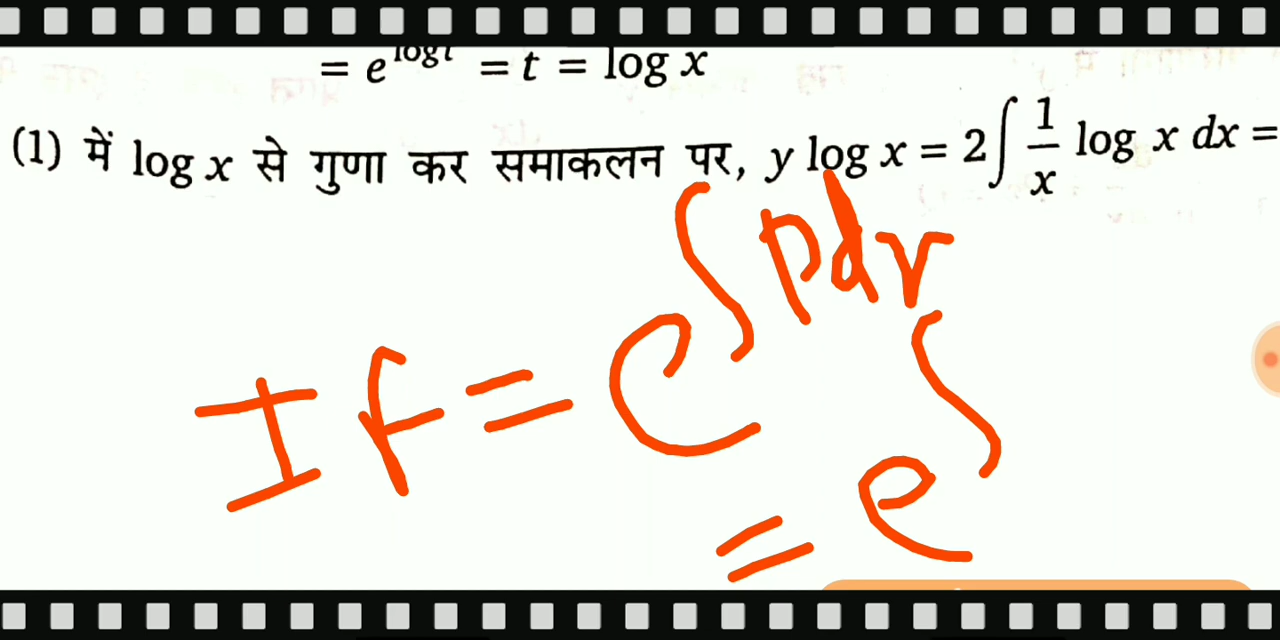 = e^{log t} = t = log x
(1) में log x से गुणा कर समाकलन पर, y log x = 2∫ 1/x log x dx =
If = e^{∫pdx}
= e^∫